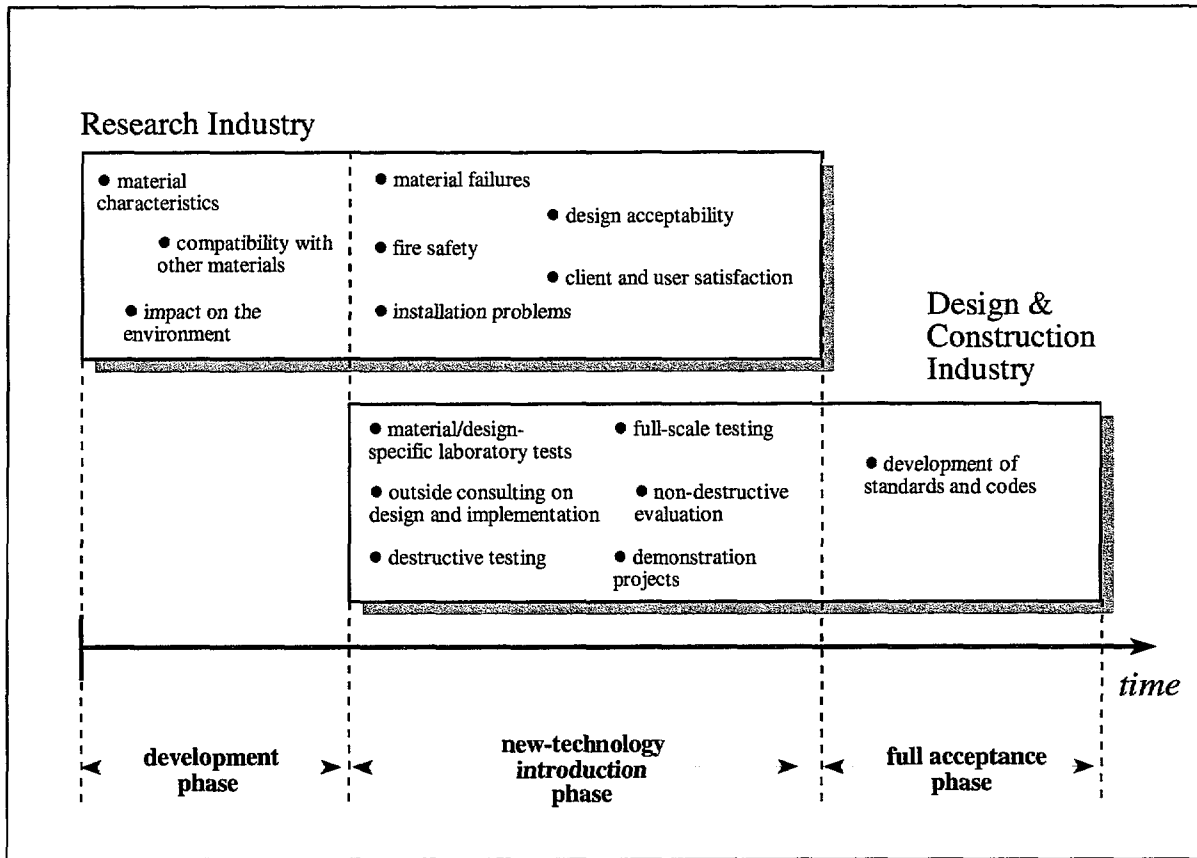 Research Industry
● material
characteristics
● compatibility with
other materials
● impact on the
environment
● material failures
● design acceptability
● fire safety
● client and user satisfaction
● installation problems
Design &
Construction
Industry
● material/design-
specific laboratory tests
● outside consulting on
design and implementation
● destructive testing
● full-scale testing
● non-destructive
evaluation
● demonstration
projects
● development of
standards and codes
time
development
phase
new-technology
introduction
phase
full acceptance
phase